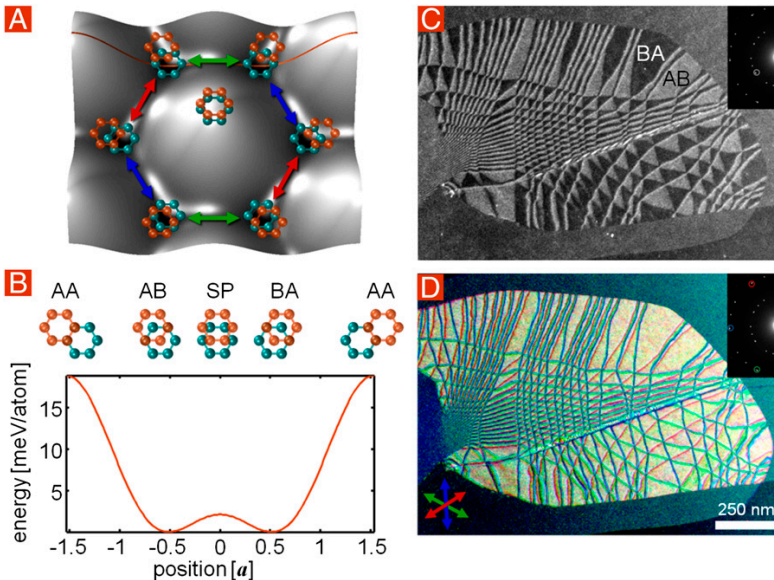 A
B
AA AB SP BA AA
energy [meV/atom]
15
10
5
-1.5 -1 -0.5 0 0.5 1 1.5
position [a]
C
BA
AB
D
250 nm